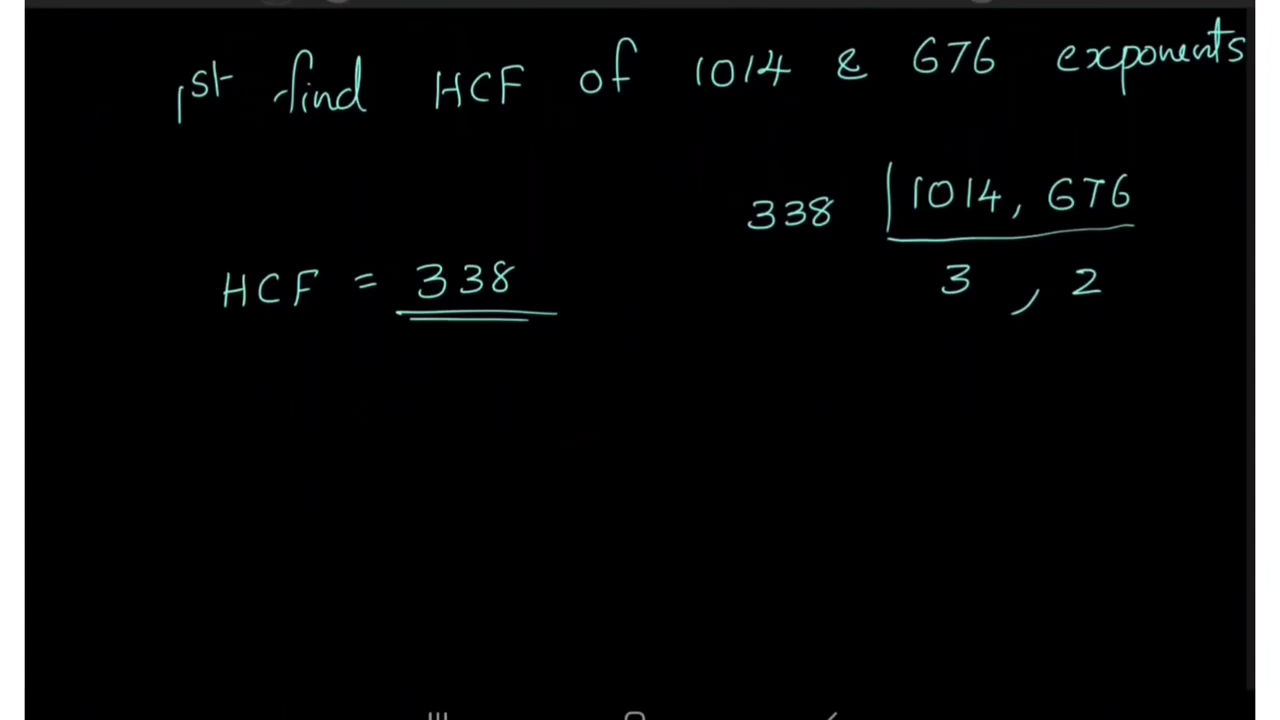 1st find HCF of 1014 & 676 exponents
338 | 1014, 676
3 , 2
HCF = 338